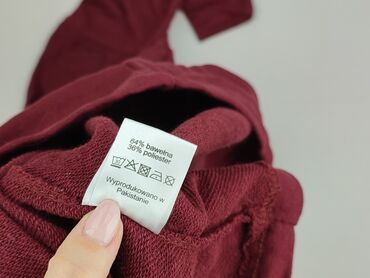 64% bawełna
36% poliester
Wyprodukowano w
Pakistanie